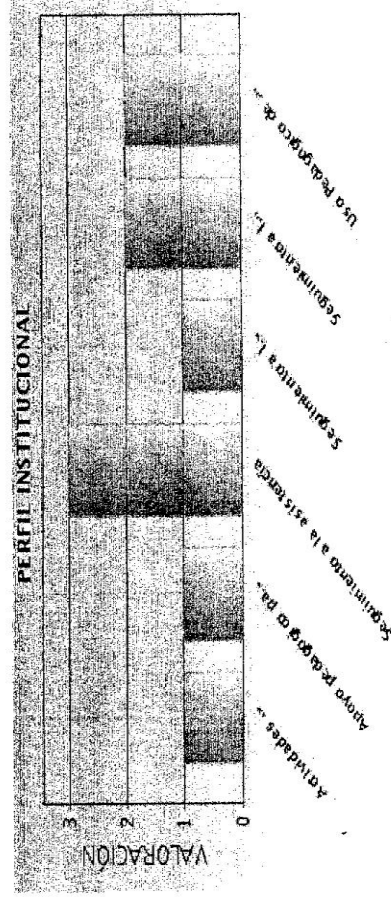 PERFIL INSTITUCIONAL
VALORACIÓN
3
2
1
0
Actividades ...
Apoyo pedagógico pa...
Seguimiento a la asistencia
Seguimiento a l...
Seguimiento a l...
Uso Pedagógico de ...